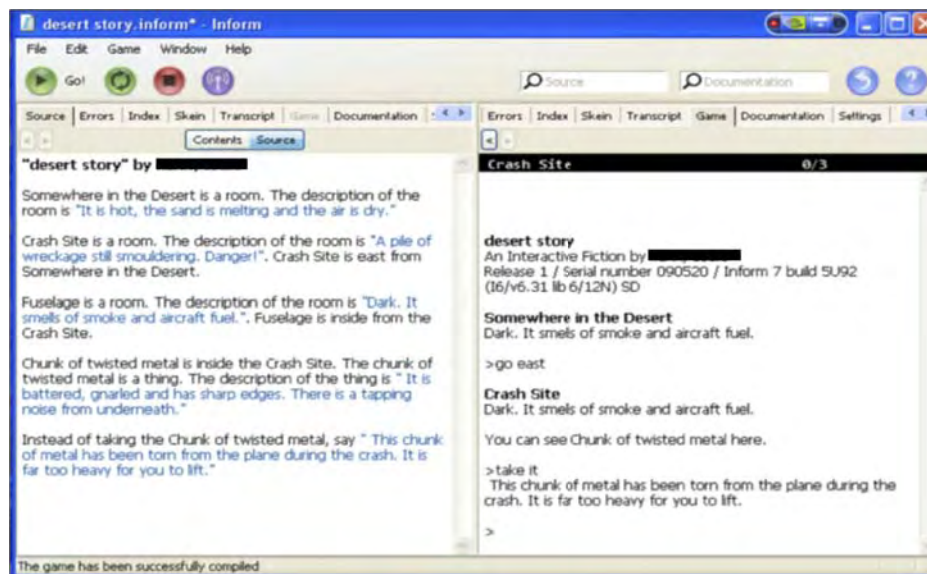 desert story.inform* - Inform
File Edit Game Window Help
Go!
Source
Documentation
Source Errors Index Skein Transcript Game Documentation
Errors Index Skein Transcript Game Documentation Settings
Contents Source
"desert story" by
Somewhere in the Desert is a room. The description of the
room is "It is hot, the sand is melting and the air is dry."
Crash Site is a room. The description of the room is "A pile of
wreckage still smouldering. Danger!". Crash Site is east from
Somewhere in the Desert.
Fuselage is a room. The description of the room is "Dark. It
smells of smoke and aircraft fuel.". Fuselage is inside from the
Crash Site.
Chunk of twisted metal is inside the Crash Site. The chunk of
twisted metal is a thing. The description of the thing is " It is
battered, gnarled and has sharp edges. There is a tapping
noise from underneath."
Instead of taking the Chunk of twisted metal, say " This chunk
of metal has been torn from the plane during the crash. It is
far too heavy for you to lift."
Crash Site 0/3
desert story
An Interactive Fiction by
Release 1 / Serial number 090520 / Inform 7 build 5U92
(I6/v6.31 lib 6/12N) SD
Somewhere in the Desert
Dark. It smells of smoke and aircraft fuel.
>go east
Crash Site
Dark. It smells of smoke and aircraft fuel.
You can see Chunk of twisted metal here.
>take it
This chunk of metal has been torn from the plane during the
crash. It is far too heavy for you to lift.
>
The game has been successfully compiled